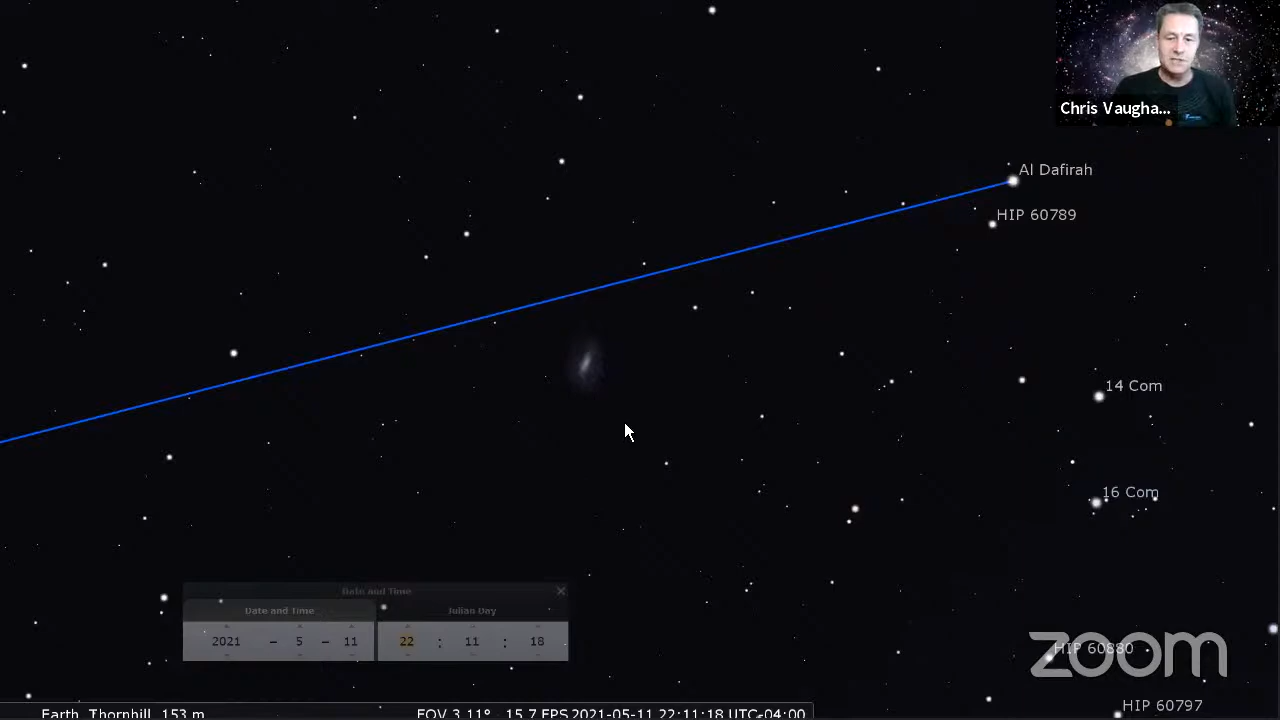 Chris Vaugha...
Al Dafirah
HIP 60789
14 Com
16 Com
Date and Time
Date and Time
Julian Day
2021 - 5 - 11
22 : 11 : 18
HIP 60880
zoom
HIP 60797
Earth, Thornhill, 153 m
FOV 3.11°
15.7 FPS
2021-05-11 22:11:18 UTC-04:00